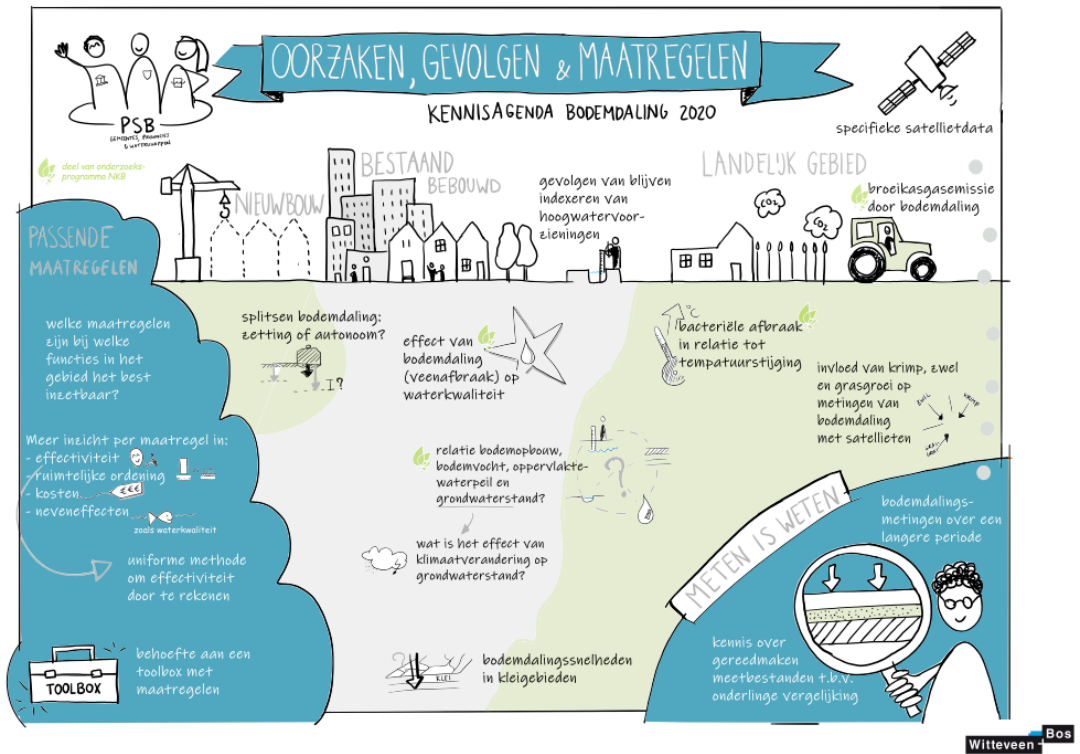 OORZAKEN, GEVOLGEN & MAATREGELEN
KENNISAGENDA BODEMDALING 2020
PSB
GEMEENTES, PROVINCIES
& WATERSCHAPPEN
deel van onderzoeks-
programma NKB
specifieke satellietdata
NIEUWBOUW
BESTAAND
BEBOUWD
gevolgen van blijven
indexeren van
hoogwatervoor-
zieningen
LANDELIJK GEBIED
CO2
CO2
broeikasgasemissie
door bodemdaling
PASSENDE
MAATREGELEN
welke maatregelen
zijn bij welke
functies in het
gebied het best
inzetbaar?
Meer inzicht per maatregel in:
- effectiviteit
- ruimtelijke ordening
- kosten
€€€
- neveneffecten
zoals waterkwaliteit
uniforme methode
om effectiviteit
door te rekenen
TOOLBOX
behoefte aan een
toolbox met
maatregelen
splitsen bodemdaling:
zetting of autonoom?
I?
effect van
bodemdaling
(veenafbraak) op
waterkwaliteit
°C
bacteriële afbraak
in relatie tot
tempatuurstijging
invloed van krimp, zwel
en grasgroei op
metingen van
bodemdaling
met satellieten
ZWEL
KRIMP
relatie bodemopbouw,
bodemvocht, oppervlakte-
waterpeil en
grondwaterstand?
?
wat is het effect van
klimaatverandering op
grondwaterstand?
KLEI
bodemdalingssnelheden
in kleigebieden
METEN IS WETEN
bodemdalings-
metingen over een
langere periode
kennis over
gereedmaken
meetbestanden t.b.v.
onderlinge vergelijking
Witteveen + Bos